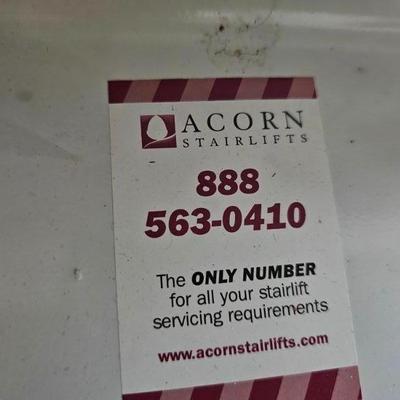 ACORN
STAIRLIFTS
888
563-0410
The ONLY NUMBER
for all your stairlift
servicing requirements
www.acornstairlifts.com